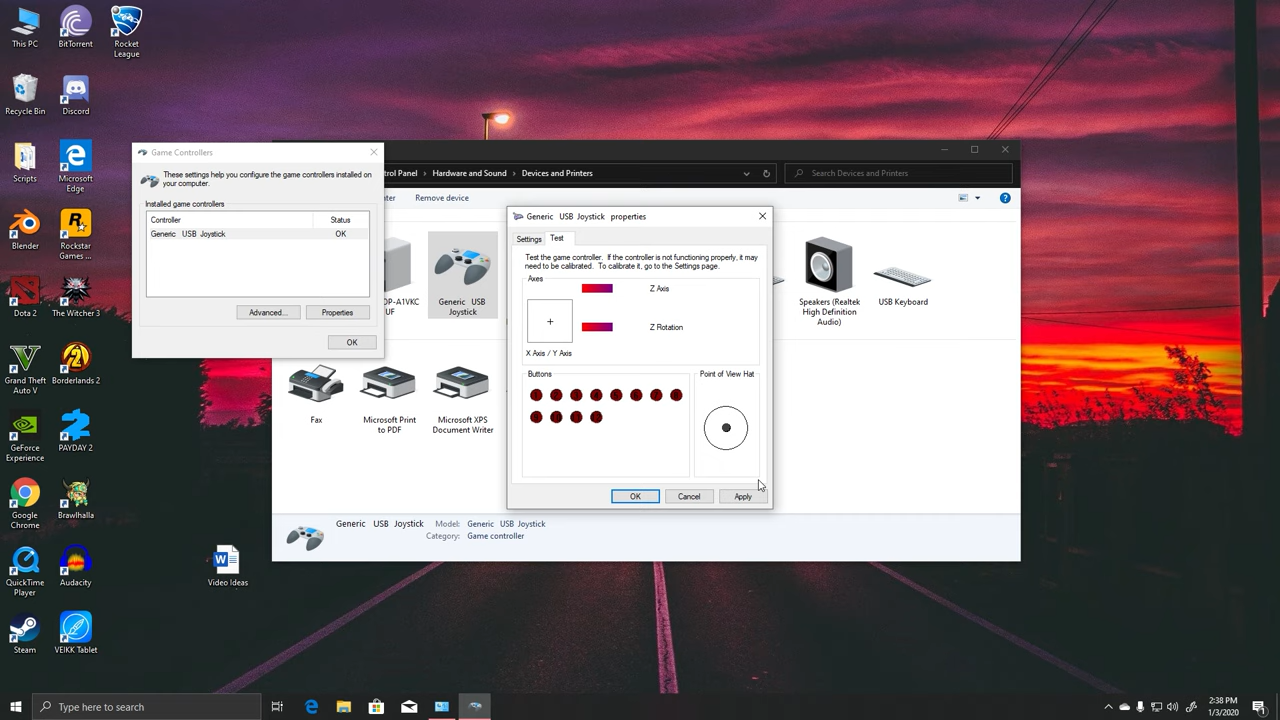 This PC
BitTorrent
Rocket
League
Recycle Bin
Discord
Scripts
Microsoft
Edge
Blender
Rockstar
Games ...
Dota 2
The Witcher 3
Grand Theft
Auto V
Borderlands 2
GeForce
Experience
PAYDAY 2
Google
Chrome
Brawlhalla
QuickTime
Player
Audacity
Steam
VEIKK Tablet
Video Ideas
Game Controllers
These settings help you configure the game controllers installed on
your computer.
Installed game controllers
Controller
Status
Generic USB Joystick
OK
Advanced...
Properties
OK
Hardware and Sound
Devices and Printers
Search Devices and Printers
Remove device
Generic USB
Joystick
Speakers (Realtek
High Definition
Audio)
USB Keyboard
Fax
Microsoft Print
to PDF
Microsoft XPS
Document Writer
Generic USB Joystick properties
Settings
Test
Test the game controller. If the controller is not functioning properly, it may
need to be calibrated. To calibrate it, go to the Settings page.
Axes
Z Axis
Z Rotation
X Axis / Y Axis
Buttons
Point of View Hat
OK
Cancel
Apply
Generic USB Joystick
Model: Generic USB Joystick
Category: Game controller
Type here to search
2:38 PM
1/3/2020